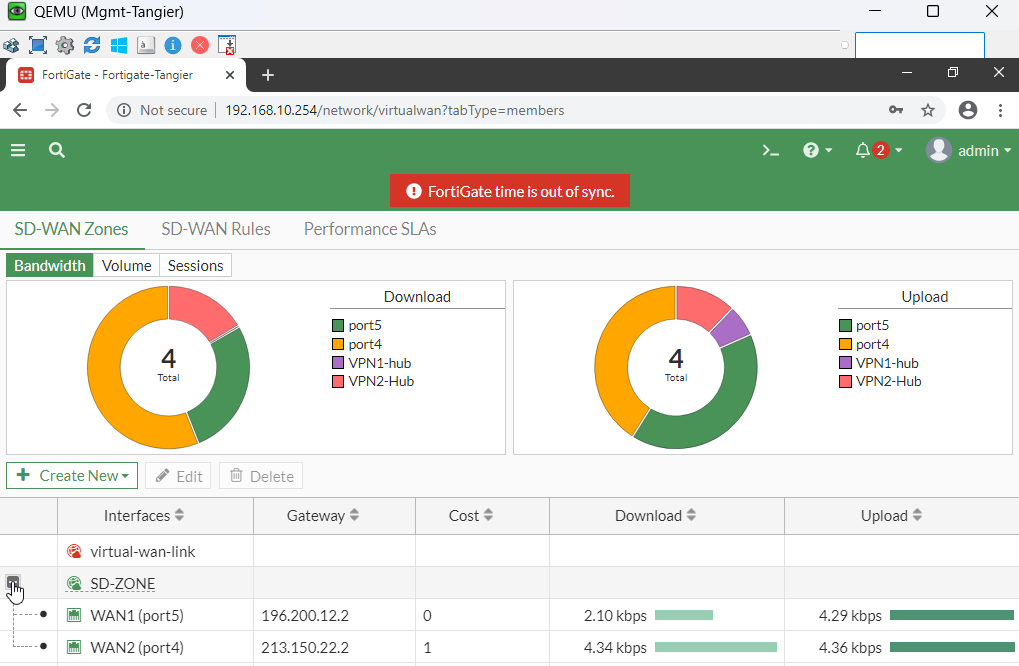 QEMU (Mgmt-Tangier)
FortiGate - Fortigate-Tangier
Not secure 192.168.10.254/network/virtualwan?tabType=members
2 admin
FortiGate time is out of sync.
SD-WAN Zones SD-WAN Rules Performance SLAs
Bandwidth Volume Sessions
Download
port5
port4
VPN1-hub
VPN2-Hub
4
Total
Upload
port5
port4
VPN1-hub
VPN2-Hub
4
Total
Create New Edit Delete
Interfaces Gateway Cost Download Upload
virtual-wan-link
SD-ZONE
WAN1 (port5) 196.200.12.2 0 2.10 kbps 4.29 kbps
WAN2 (port4) 213.150.22.2 1 4.34 kbps 4.36 kbps